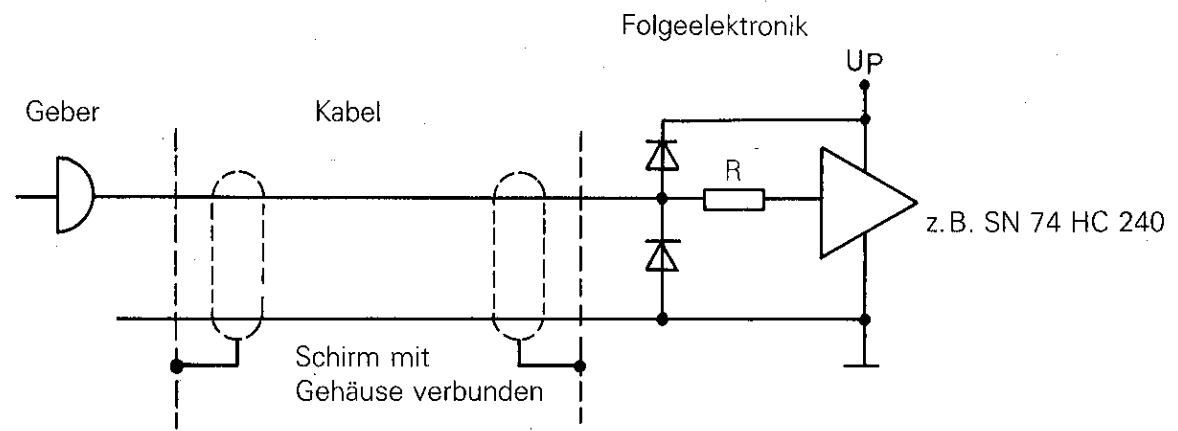 Folgeelektronik
UP
Geber
Kabel
R
z.B. SN 74 HC 240
Schirm mit
Gehäuse verbunden